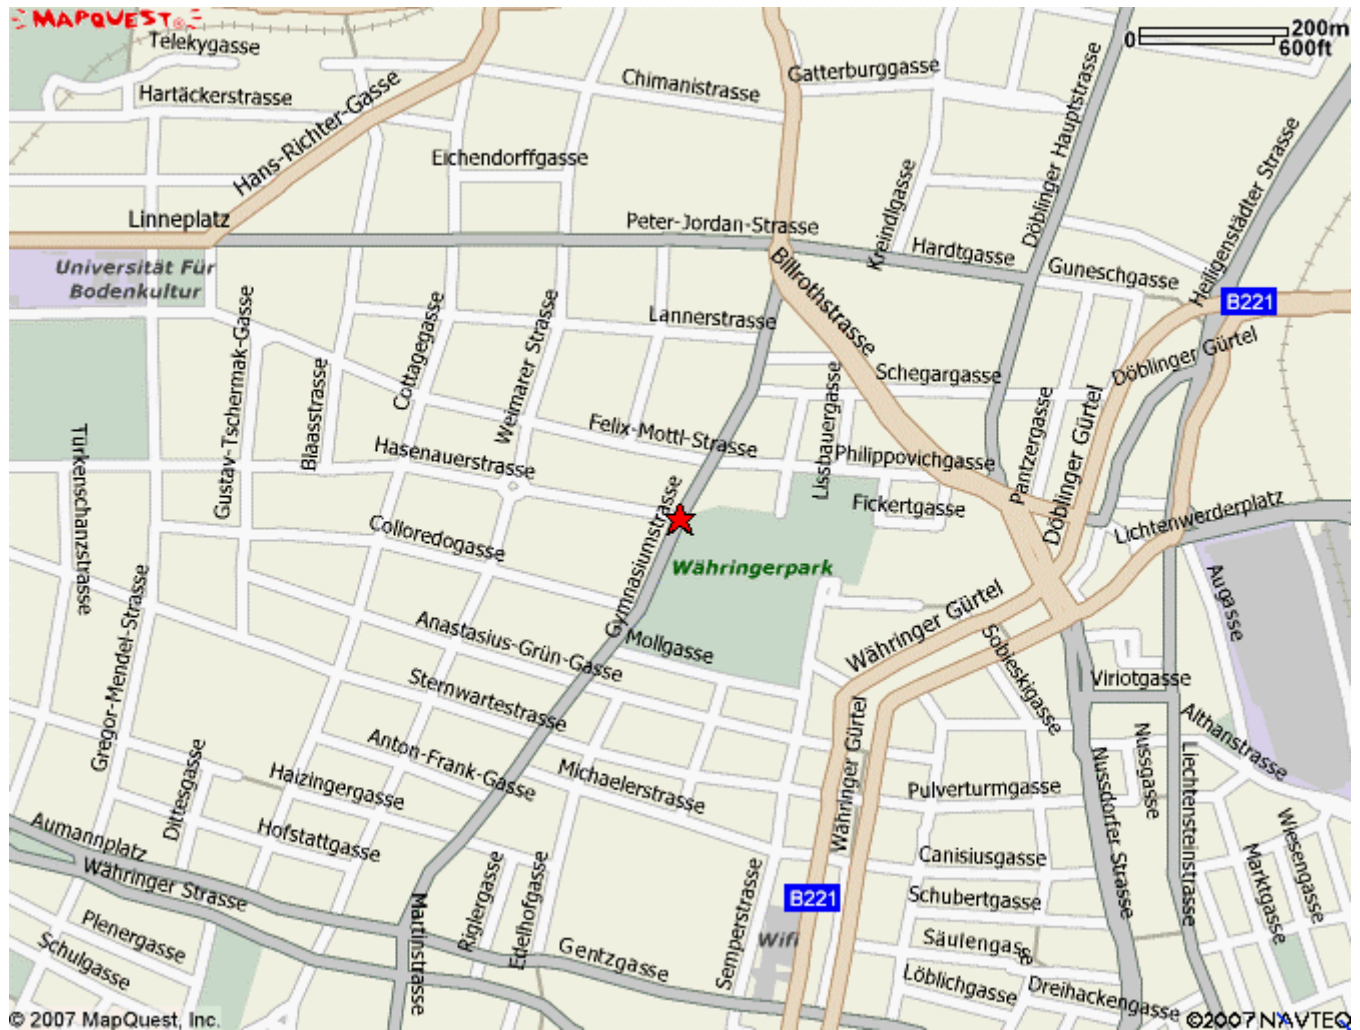 MAPQUEST
200m
0
600ft
Telekygasse
Hartäckerstrasse
Hans-Richter-Gasse
Chimanistrasse
Gatterburggasse
Döblinger Hauptstrasse
Heiligenstädter Strasse
Eichendorffgasse
Linneplatz
Peter-Jordan-Strasse
Kreindlgasse
Hardtgasse
Guneschgasse
Universität Für
Bodenkultur
Billrothstrasse
B221
Gustav-Tschermak-Gasse
Cottagegasse
Weimarer Strasse
Lannerstrasse
Döblinger Gürtel
Blaasstrasse
Schegargasse
Lissbauergasse
Pantzergasse
Döblinger Gürtel
Türkenschanzstrasse
Hasenauerstrasse
Felix-Mottl-Strasse
Philippovichgasse
Fickertgasse
Gymnasiumstrasse
Lichtenwerderplatz
Colloredogasse
Währingerpark
Augasse
Gregor-Mendel-Strasse
Anastasius-Grün-Gasse
Mollgasse
Währinger Gürtel
Sobieskigasse
Sternwartestrasse
Viriotgasse
Althanstrasse
Anton-Frank-Gasse
Haizingergasse
Michaelerstrasse
Währinger Gürtel
Pulverturmgasse
Nussdorfer Strasse
Nussgasse
Liechtensteinstrasse
Dittesgasse
Hofstattgasse
Aumannplatz
Währinger Strasse
Canisiusgasse
Wiesengasse
Marktgasse
Plenergasse
Schulgasse
Martinstrasse
Riglergasse
Edelhofgasse
Gentzgasse
Semperstrasse
B221
Wifi
Schubertgasse
Säulengasse
Löblichgasse
Dreihackengasse
© 2007 MapQuest, Inc.
©2007 NAVTEQ